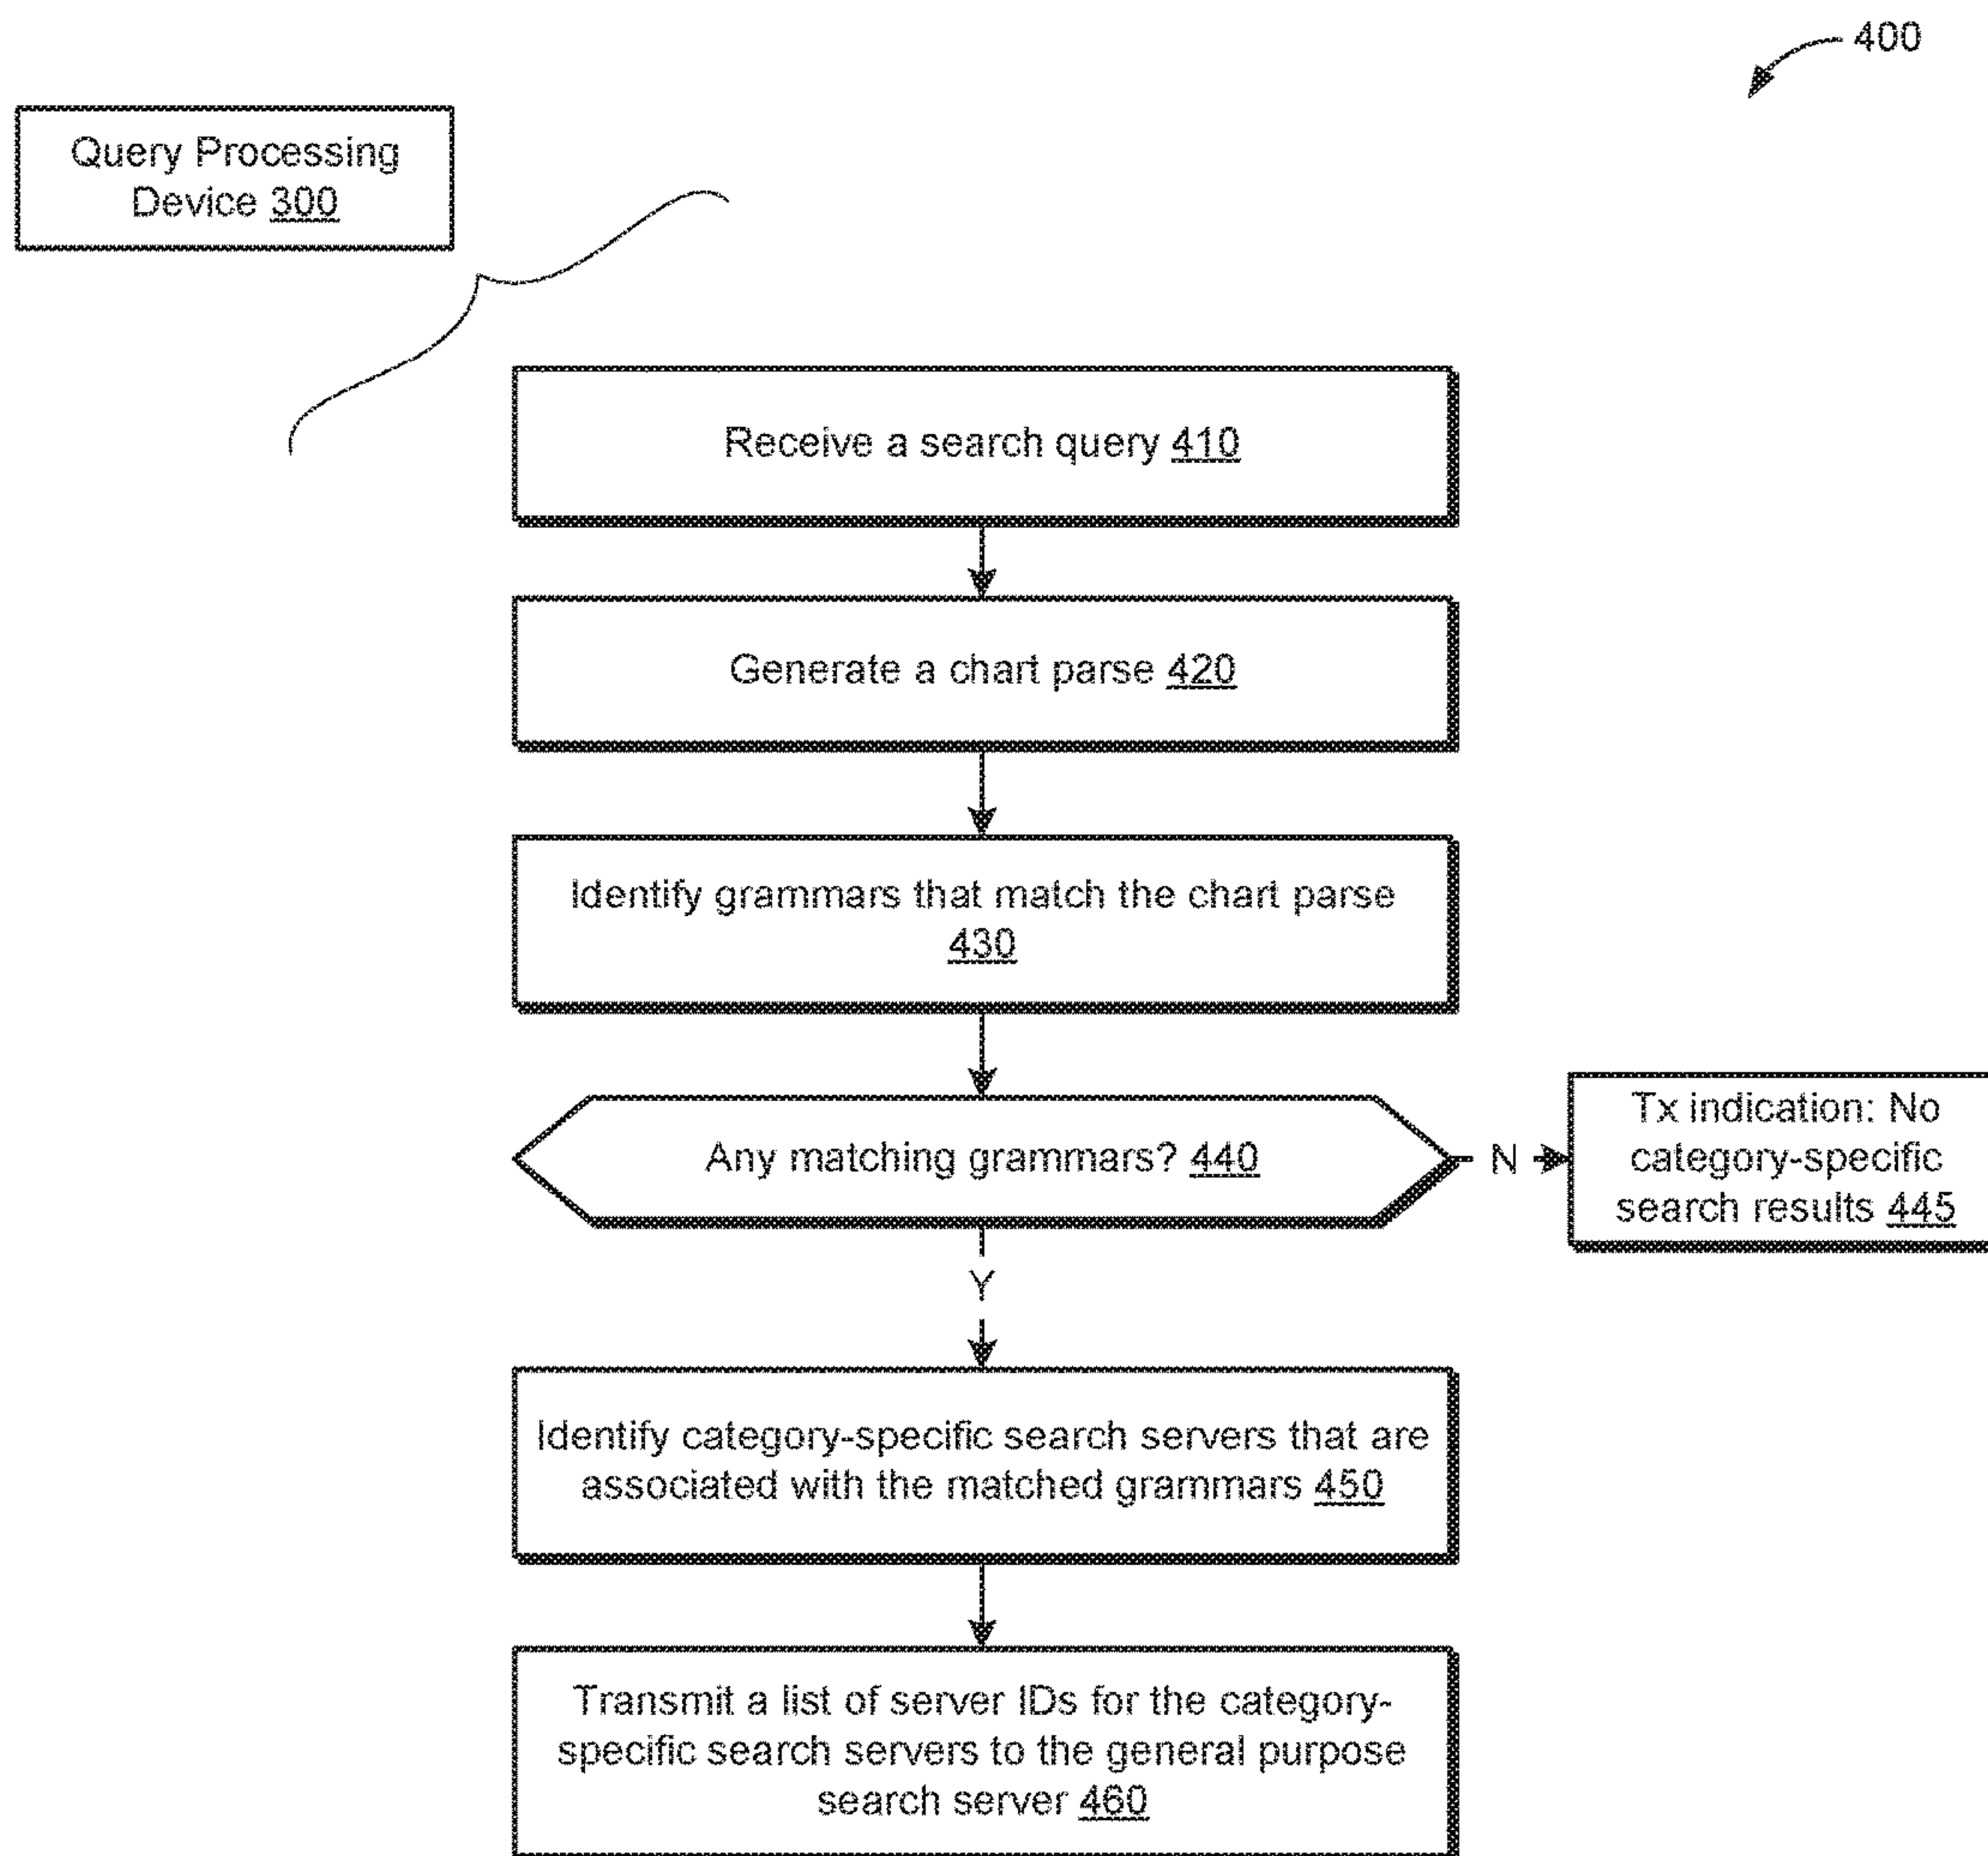 400
Query Processing
Device 300
Receive a search query 410
Generate a chart parse 420
Identify grammars that match the chart parse
430
Any matching grammars? 440
N
Tx indication: No
category-specific
search results 445
Y
Identify category-specific search servers that are
associated with the matched grammars 450
Transmit a list of server IDs for the category-
specific search servers to the general purpose
search server 460